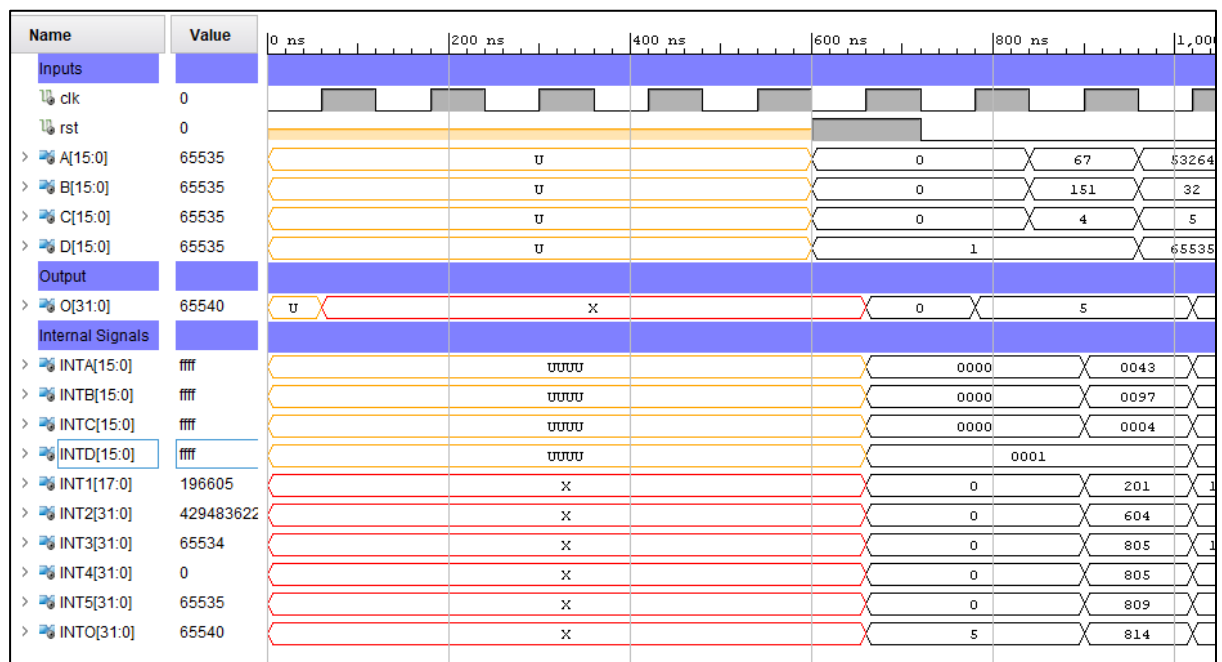 Name Value 0 ns 200 ns 400 ns 600 ns 800 ns 1,000
Inputs
clk 0
rst 0
A[15:0] 65535 U 0 67 53264
B[15:0] 65535 U 0 151 32
C[15:0] 65535 U 0 4 5
D[15:0] 65535 U 1 65535
Output
O[31:0] 65540 U X 0 5
Internal Signals
INTA[15:0] ffff UUUU 0000 0043
INTB[15:0] ffff UUUU 0000 0097
INTC[15:0] ffff UUUU 0000 0004
INTD[15:0] ffff UUUU 0001
INT1[17:0] 196605 X 0 201 1
INT2[31:0] 429483622 X 0 604
INT3[31:0] 65534 X 0 805 1
INT4[31:0] 0 X 0 805
INT5[31:0] 65535 X 0 809
INTO[31:0] 65540 X 5 814